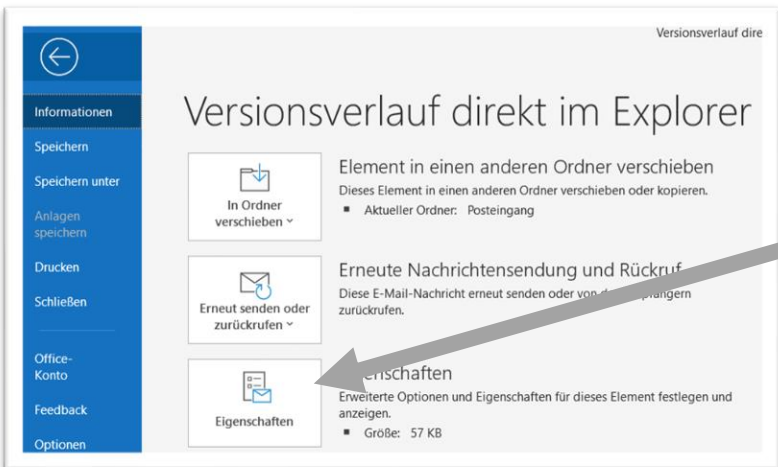 Versionsverlauf dire
Informationen
Speichern
Speichern unter
Anlagen
speichern
Drucken
Schließen
Office-
Konto
Feedback
Optionen
Versionsverlauf direkt im Explorer
In Ordner
verschieben
Element in einen anderen Ordner verschieben
Dieses Element in einen anderen Ordner verschieben oder kopieren.
Aktueller Ordner: Posteingang
Erneut senden oder
zurückrufen
Erneute Nachrichtensendung und Rückruf
Diese E-Mail-Nachricht erneut senden oder von
zurückrufen.
Eigenschaften
Erweiterte Optionen und Eigenschaften für dieses Element festlegen und
anzeigen.
Größe: 57 KB